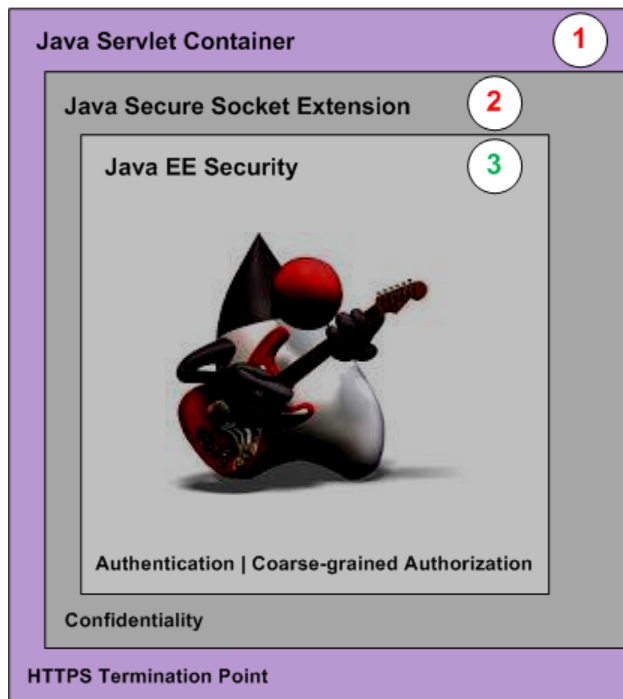 Java Servlet Container
1
Java Secure Socket Extension
2
Java EE Security
3
Authentication | Coarse-grained Authorization
Confidentiality
HTTPS Termination Point